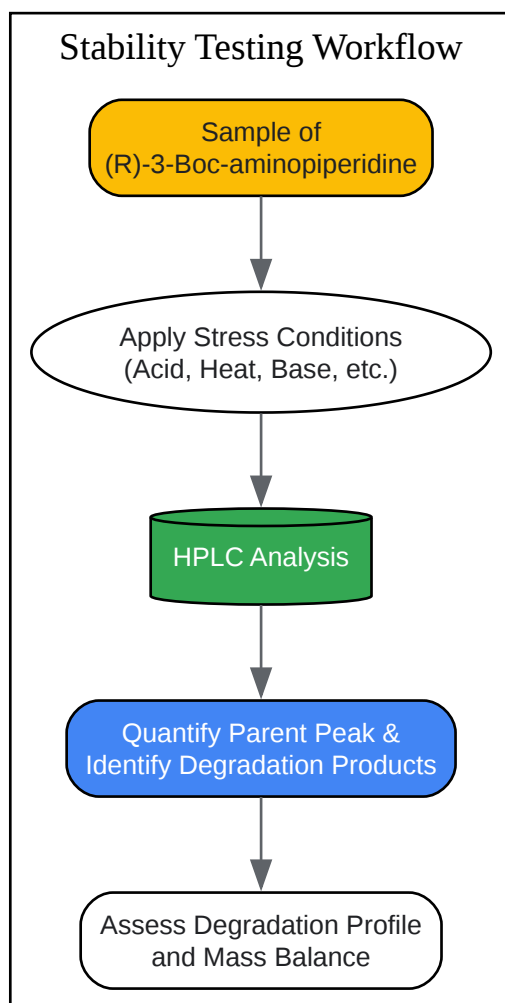 Stability Testing Workflow
Sample of
(R)-3-Boc-aminopiperidine
Apply Stress Conditions
(Acid, Heat, Base, etc.)
HPLC Analysis
Quantify Parent Peak &
Identify Degradation Products
Assess Degradation Profile
and Mass Balance